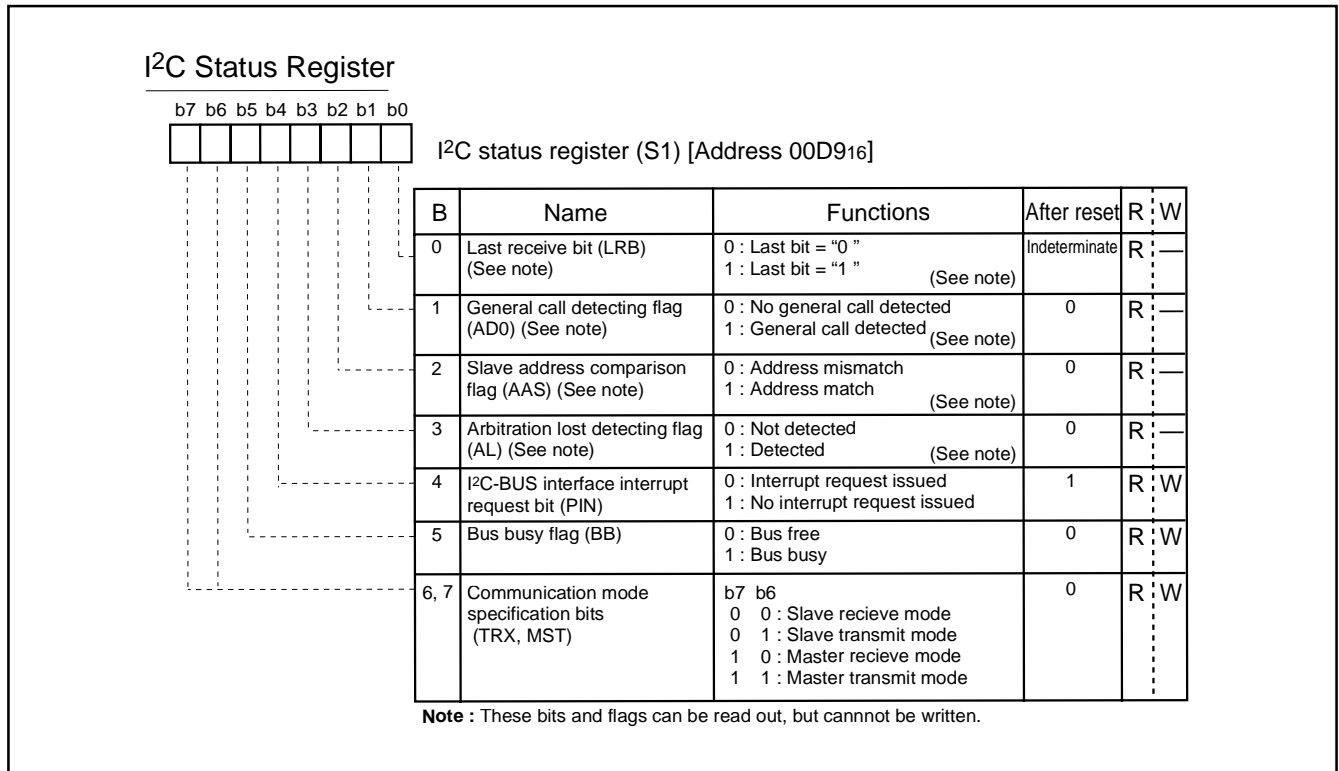 I2C Status Register
b7 b6 b5 b4 b3 b2 b1 b0
I2C status register (S1) [Address 00D916]
B Name Functions After reset R W
0 Last receive bit (LRB) (See note) 0 : Last bit = “0 ” 1 : Last bit = “1 ” (See note) Indeterminate R —
1 General call detecting flag (AD0) (See note) 0 : No general call detected 1 : General call detected (See note) 0 R —
2 Slave address comparison flag (AAS) (See note) 0 : Address mismatch 1 : Address match (See note) 0 R —
3 Arbitration lost detecting flag (AL) (See note) 0 : Not detected 1 : Detected (See note) 0 R —
4 I2C-BUS interface interrupt request bit (PIN) 0 : Interrupt request issued 1 : No interrupt request issued 1 R W
5 Bus busy flag (BB) 0 : Bus free 1 : Bus busy 0 R W
6, 7 Communication mode specification bits (TRX, MST) b7 b6 0 0 : Slave recieve mode 0 1 : Slave transmit mode 1 0 : Master recieve mode 1 1 : Master transmit mode 0 R W
Note : These bits and flags can be read out, but cannnot be written.